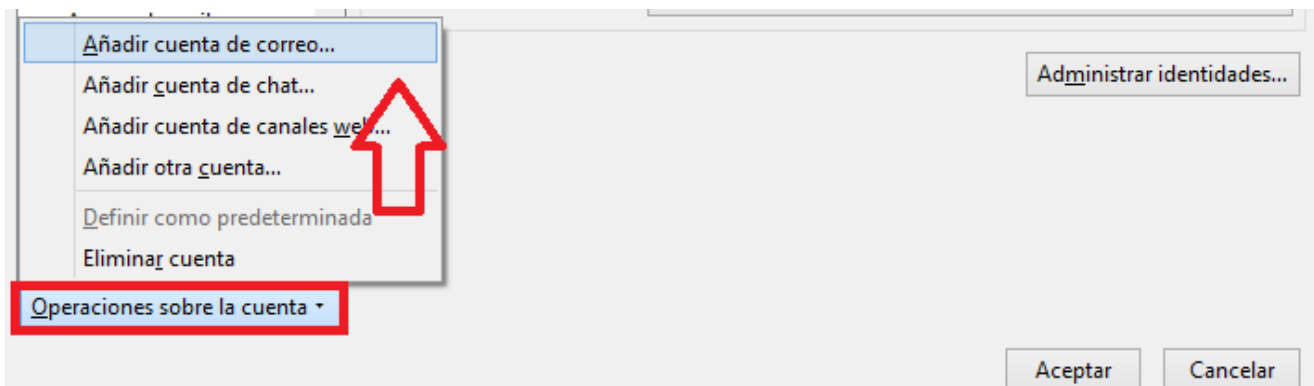 Añadir cuenta de correo...
Añadir cuenta de chat...
Añadir cuenta de canales web...
Añadir otra cuenta...
Definir como predeterminada
Eliminar cuenta
Operaciones sobre la cuenta
Administrar identidades...
Aceptar
Cancelar